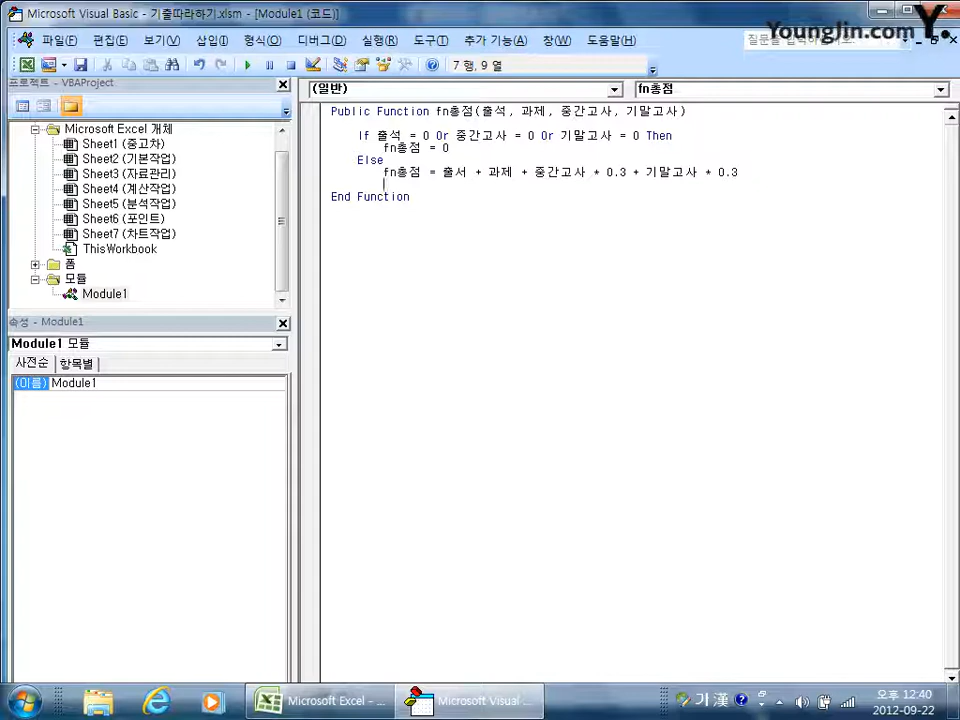 Microsoft Visual Basic - 기출따라하기.xlsm - [Module1 (코드)]
YoungJin.com Y.
파일(F) 편집(E) 보기(V) 삽입(I) 형식(O) 디버그(D) 실행(R) 도구(T) 추가 기능(A) 창(W) 도움말(H)
7 행, 9 열
프로젝트 - VBAProject
(일반)
fn총점
Microsoft Excel 개체
Sheet1 (중고차)
Sheet2 (기본작업)
Sheet3 (자료관리)
Sheet4 (계산작업)
Sheet5 (분석작업)
Sheet6 (포인트)
Sheet7 (차트작업)
ThisWorkbook
폼
모듈
Module1
Public Function fn총점(출석, 과제, 중간고사, 기말고사)
If 출석 = 0 Or 중간고사 = 0 Or 기말고사 = 0 Then
fn총점 = 0
Else
fn총점 = 출서 + 과제 + 중간고사 * 0.3 + 기말고사 * 0.3
End Function
속성 - Module1
Module1 모듈
사전순 항목별
(이름) Module1
Microsoft Excel - ...
Microsoft Visual...
가 漢
오후 12:40
2012-09-22